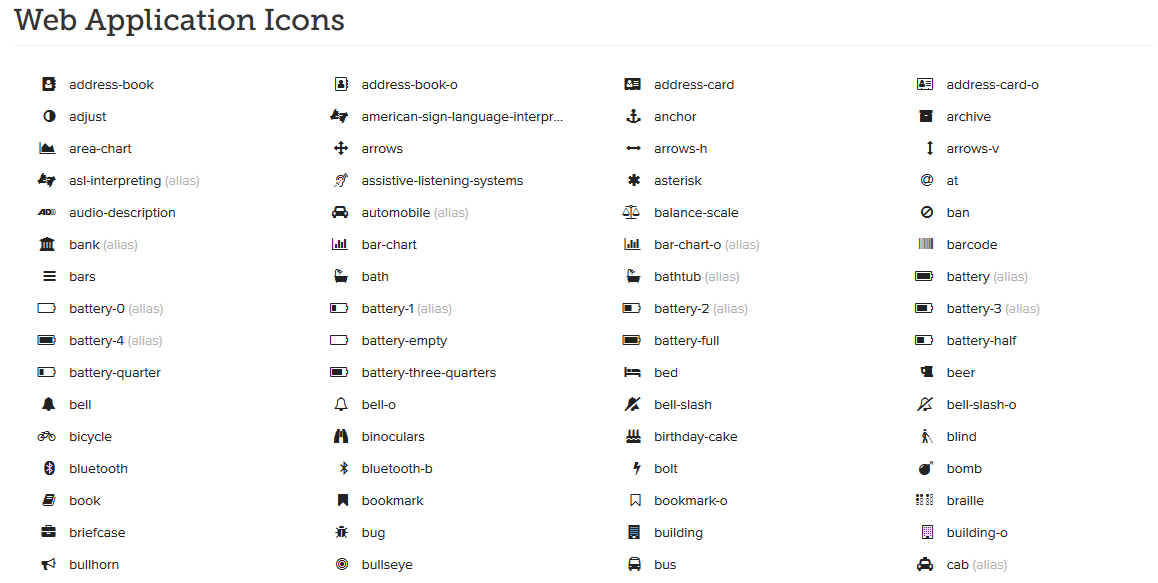 Web Application Icons
address-book address-book-o address-card address-card-o
adjust american-sign-language-interpr... anchor archive
area-chart arrows arrows-h arrows-v
asl-interpreting (alias) assistive-listening-systems asterisk at
audio-description automobile (alias) balance-scale ban
bank (alias) bar-chart bar-chart-o (alias) barcode
bars bath bathtub (alias) battery (alias)
battery-0 (alias) battery-1 (alias) battery-2 (alias) battery-3 (alias)
battery-4 (alias) battery-empty battery-full battery-half
battery-quarter battery-three-quarters bed beer
bell bell-o bell-slash bell-slash-o
bicycle binoculars birthday-cake blind
bluetooth bluetooth-b bolt bomb
book bookmark bookmark-o braille
briefcase bug building building-o
bullhorn bullseye bus cab (alias)